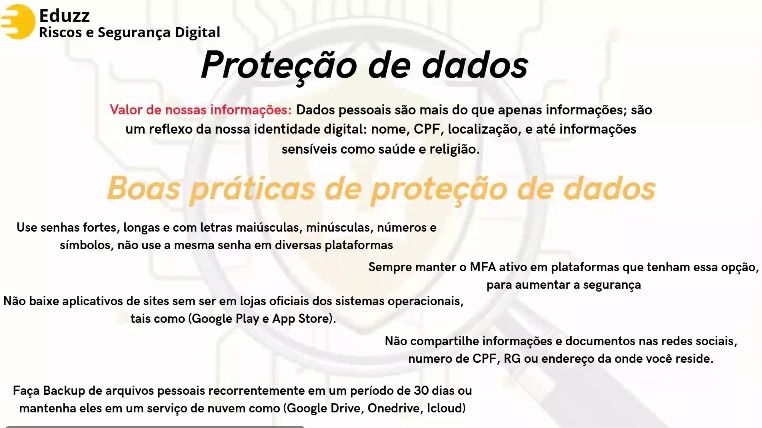 Eduzz
Riscos e Segurança Digital
Proteção de dados
Valor de nossas informações: Dados pessoais são mais do que apenas informações; são
um reflexo da nossa identidade digital: nome, CPF, localização, e até informações
sensíveis como saúde e religião.
Boas práticas de proteção de dados
Use senhas fortes, longas e com letras maiúsculas, minúsculas, números e
símbolos, não use a mesma senha em diversas plataformas
Sempre manter o MFA ativo em plataformas que tenham essa opção,
para aumentar a segurança
Não baixe aplicativos de sites sem ser em lojas oficiais dos sistemas operacionais,
tais como (Google Play e App Store).
Não compartilhe informações e documentos nas redes sociais,
numero de CPF, RG ou endereço da onde você reside.
Faça Backup de arquivos pessoais recorrentemente em um período de 30 dias ou
mantenha eles em um serviço de nuvem como (Google Drive, Onedrive, Icloud)